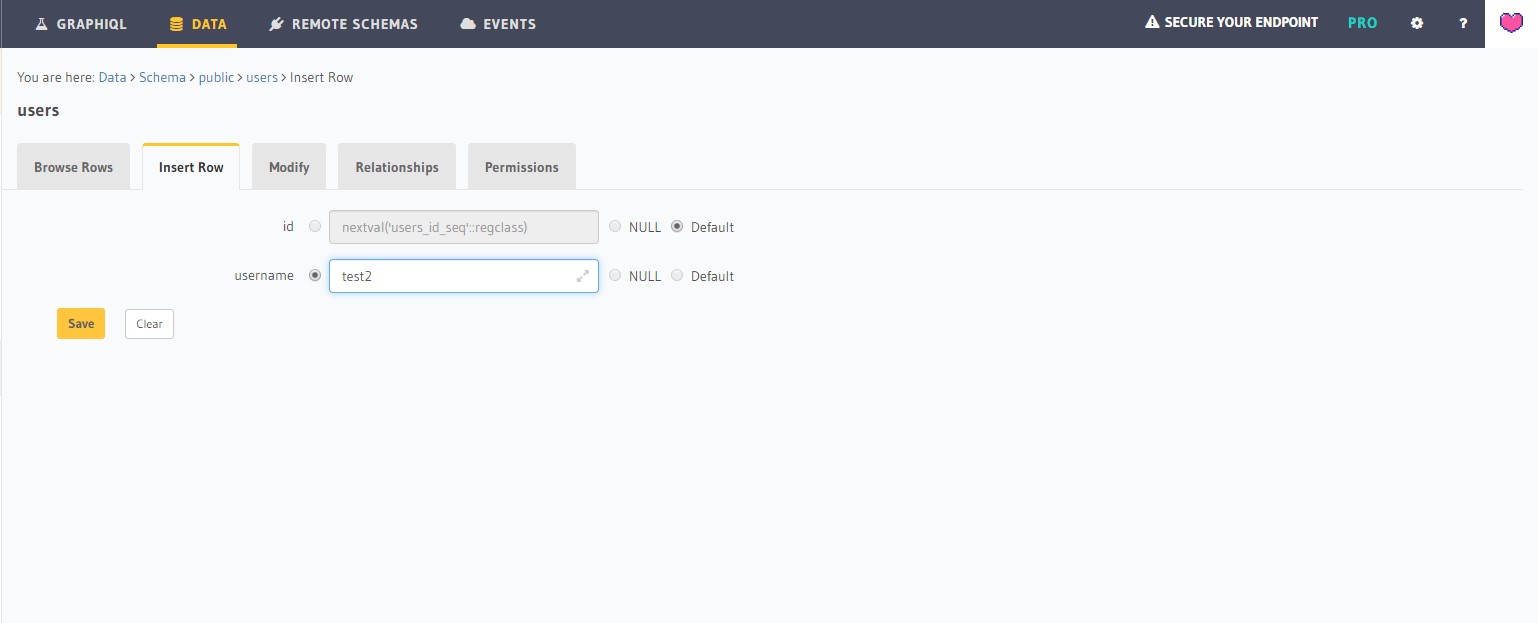 GRAPHIQL DATA REMOTE SCHEMAS EVENTS SECURE YOUR ENDPOINT PRO ?
You are here: Data > Schema > public > users > Insert Row
users
Browse Rows Insert Row Modify Relationships Permissions
id nextval('users_id_seq'::regclass) NULL Default
username test2 NULL Default
Save Clear